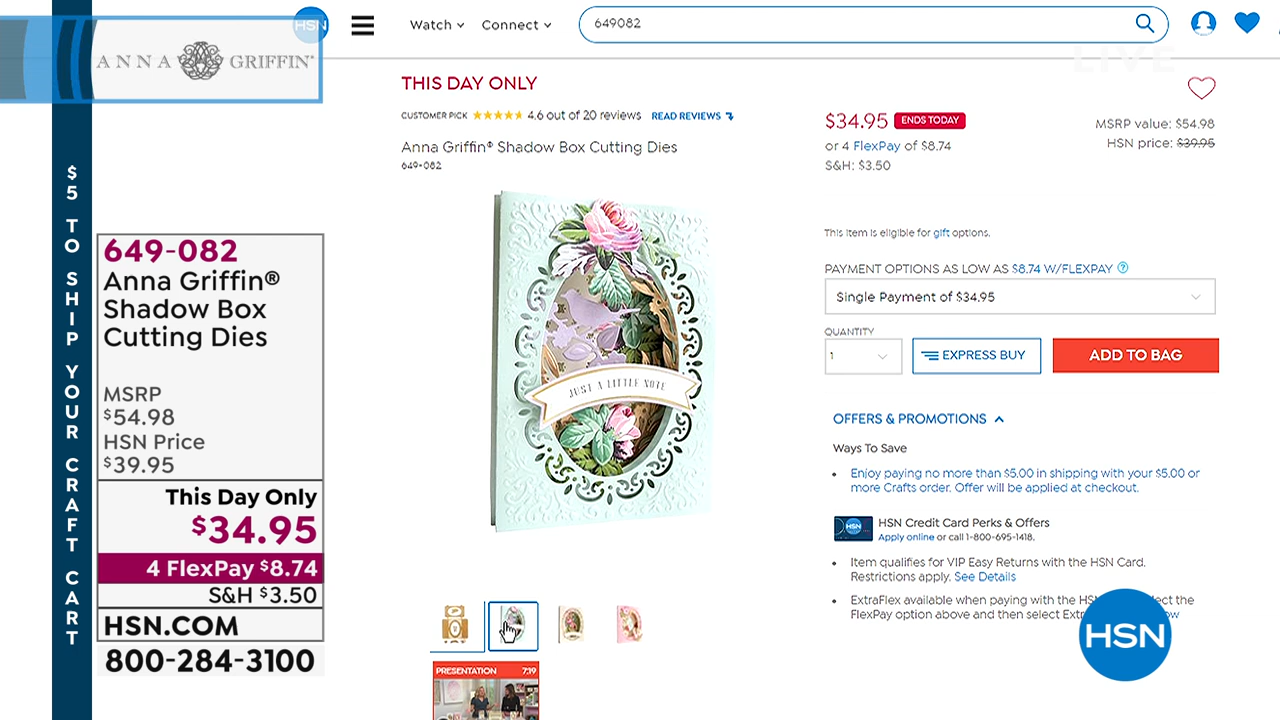 HSN
Watch
Connect
649082
ANNA GRIFFIN
LIVE
THIS DAY ONLY
CUSTOMER PICK 4.6 out of 20 reviews READ REVIEWS
Anna Griffin® Shadow Box Cutting Dies
649-082
$34.95 ENDS TODAY
or 4 FlexPay of $8.74
S&H: $3.50
MSRP value: $54.98
HSN price: $39.95
This item is eligible for gift options.
PAYMENT OPTIONS AS LOW AS $8.74 W/FLEXPAY ?
Single Payment of $34.95
QUANTITY
1
EXPRESS BUY
ADD TO BAG
OFFERS & PROMOTIONS
Ways To Save
• Enjoy paying no more than $5.00 in shipping with your $5.00 or
more Crafts order. Offer will be applied at checkout.
HSN
HSN Credit Card Perks & Offers
Apply online or call 1-800-695-1418.
• Item qualifies for VIP Easy Returns with the HSN Card.
Restrictions apply. See Details
• ExtraFlex available when paying with the
FlexPay option above and then select
JUST A LITTLE NOTE
PRESENTATION 7:19
$5 TO SHIP YOUR CRAFT CART
649-082
Anna Griffin®
Shadow Box
Cutting Dies
MSRP
$54.98
HSN Price
$39.95
This Day Only
$34.95
4 FlexPay $8.74
S&H $3.50
HSN.COM
800-284-3100
HSN